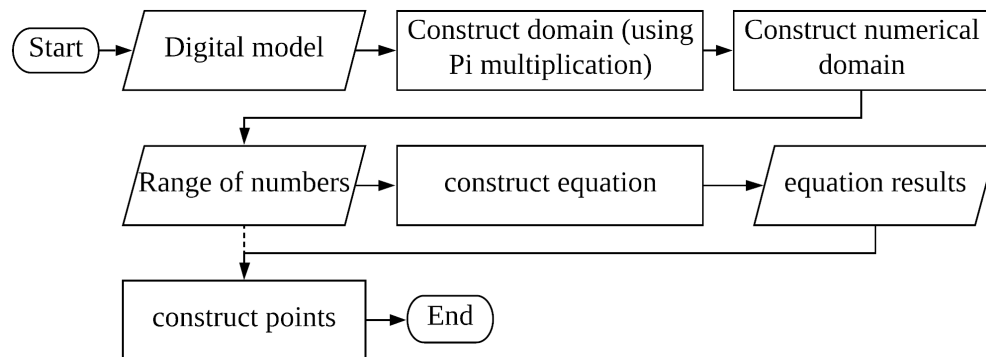 Start
Digital model
Construct domain (using
Pi multiplication)
Construct numerical
domain
Range of numbers
construct equation
equation results
construct points
End